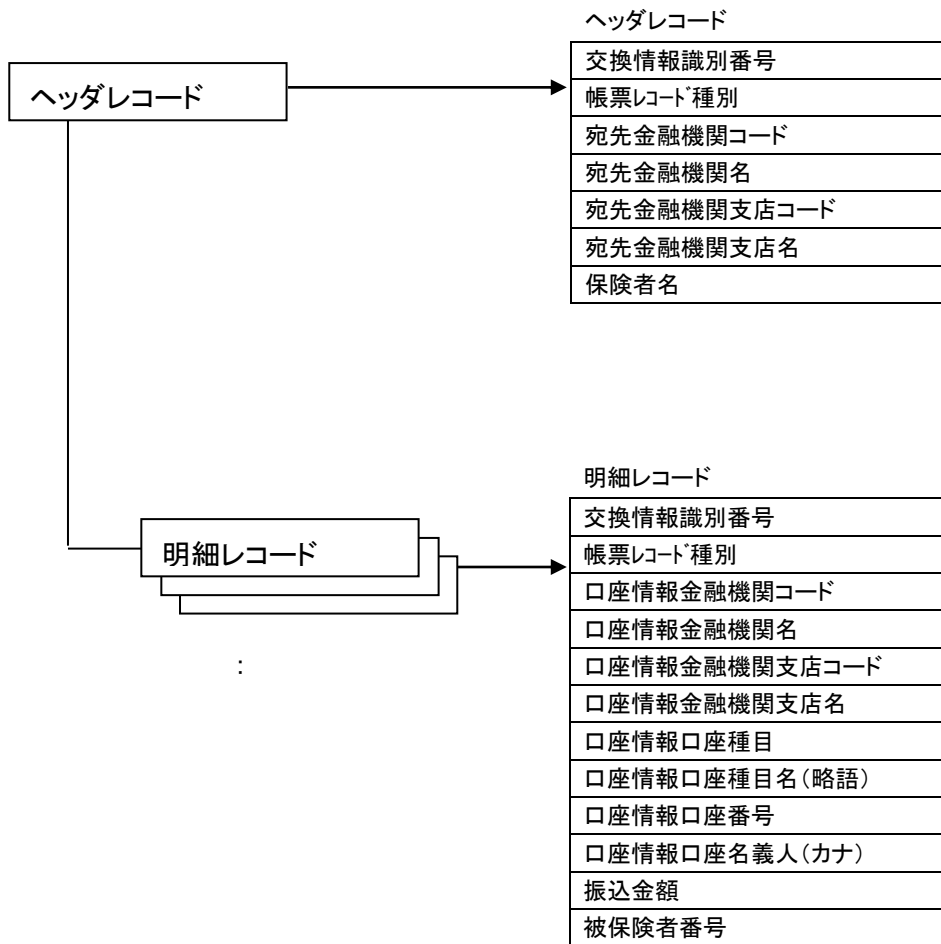 ヘッダレコード
ヘッダレコード
交換情報識別番号
帳票ﾚｺｰﾄﾞ種別
宛先金融機関コード
宛先金融機関名
宛先金融機関支店コード
宛先金融機関支店名
保険者名
明細レコード
明細レコード
:
交換情報識別番号
帳票ﾚｺｰﾄﾞ種別
口座情報金融機関コード
口座情報金融機関名
口座情報金融機関支店コード
口座情報金融機関支店名
口座情報口座種目
口座情報口座種目名(略語)
口座情報口座番号
口座情報口座名義人(カナ)
振込金額
被保険者番号